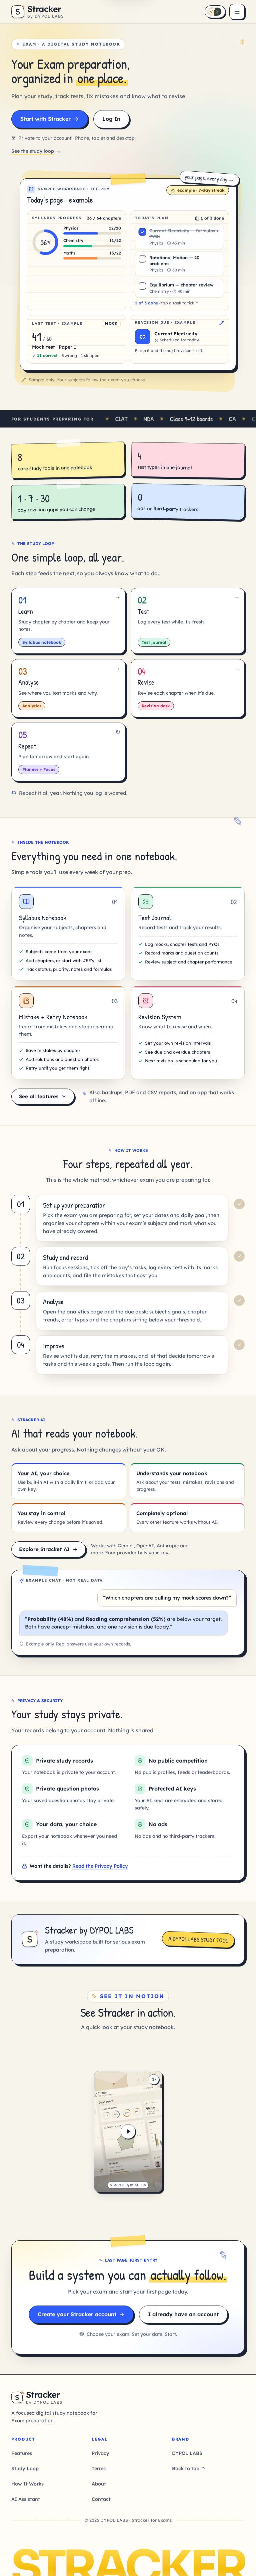 S Stracker
by DYPOL LABS
EXAM · A DIGITAL STUDY NOTEBOOK
Your Exam preparation,
organized in one place.
Plan your study, track tests, fix mistakes and know what to revise.
Start with Stracker →
Log In
Private to your account · Phone, tablet and desktop
See the study loop ↓
your page, every day →
SAMPLE WORKSPACE · JEE PCM
example · 7-day streak
Today's page · example
SYLLABUS PROGRESS 36 / 64 chapters
56%
Physics 12/20
Chemistry 11/22
Maths 13/22
TODAY'S PLAN 1 of 3 done
Current Electricity — formulas + PYQs
Physics · 40 min
Rotational Motion — 20 problems
Physics · 60 min
Equilibrium — chapter review
Chemistry · 40 min
1 of 3 done · tap a task to tick it
LAST TEST · EXAMPLE MOCK
41 / 60
Mock test · Paper 1
41 correct 11 wrong 1 skipped
REVISION DUE · EXAMPLE
R2
Current Electricity
Scheduled for today
Finish it and the next revision is set.
Sample only. Your subjects follow the exam you choose.
FOR STUDENTS PREPARING FOR CLAT NDA Class 9–12 boards CA
8
core study tools in one notebook
4
test types in one journal
1 · 7 · 30
day revision gaps you can change
0
ads or third-party trackers
THE STUDY LOOP
One simple loop, all year.
Each step feeds the next, so you always know what to do.
01
Learn
Study chapter by chapter and keep your notes.
Syllabus notebook
02
Test
Log every test while it's fresh.
Test journal
03
Analyse
See where you lost marks and why.
Analytics
04
Revise
Revise each chapter when it's due.
Revision desk
05
Repeat
Plan tomorrow and start again.
Planner + Focus
Repeat it all year. Nothing you log is wasted.
INSIDE THE NOTEBOOK
Everything you need in one notebook.
Simple tools you'll use every week of your prep.
01
Syllabus Notebook
Organise your subjects, chapters and notes.
Subjects come from your exam
Add chapters, or start with JEE's list
Track status, priority, notes and formulas
02
Test Journal
Record tests and track your results.
Log mocks, chapter tests and PYQs
Record marks and question counts
Review subject and chapter performance
03
Mistake + Retry Notebook
Learn from mistakes and stop repeating them.
Save mistakes by chapter
Add solutions and question photos
Retry until you get them right
04
Revision System
Know what to revise and when.
Set your own revision intervals
See due and overdue chapters
Next revision is scheduled for you
See all features
Also: backups, PDF and CSV reports, and an app that works offline.
HOW IT WORKS
Four steps, repeated all year.
This is the whole method, whichever exam you are preparing for.
01
Set up your preparation
Pick the exam you are preparing for, set your dates and daily goal, then organise your chapters within your exam's subjects and mark what you have already covered.
02
Study and record
Run focus sessions, tick off the day's tasks, log every test with its marks and counts, and file the mistakes that cost you.
03
Analyse
Open the analytics page and the due desk: subject signals, chapter trends, error types and the chapters sitting below your threshold.
04
Improve
Revise what is due, retry the mistakes, and let that decide tomorrow's tasks and this week's goals. Then run the loop again.
STRACKER AI
AI that reads your notebook.
Ask about your progress. Nothing changes without your OK.
Your AI, your choice
Use built-in AI with a daily limit, or add your own key.
Understands your notebook
Ask about your tests, mistakes, revisions and progress.
You stay in control
Review every change before it's saved.
Completely optional
Every other feature works without AI.
Explore Stracker AI →
Works with Gemini, OpenAI, Anthropic and more. Your provider bills your key.
EXAMPLE CHAT · NOT REAL DATA
"Which chapters are pulling my mock scores down?"
"Probability (48%) and Reading comprehension (52%) are below your target. Both have concept mistakes, and one revision is due today."
Example only. Real answers use your own records.
PRIVACY & SECURITY
Your study stays private.
Your records belong to your account. Nothing is shared.
Private study records
Your notebook is private to your account.
No public competition
No public profiles, feeds or leaderboards.
Private question photos
Your saved question photos stay private.
Protected AI keys
Your AI keys are encrypted and stored safely.
Your data, your choice
Export your notebook whenever you need it.
No ads
No ads and no third-party trackers.
Want the details? Read the Privacy Policy
S
Stracker by DYPOL LABS
A study workspace built for serious exam preparation.
A DYPOL LABS STUDY TOOL
SEE IT IN MOTION
See Stracker in action.
A quick look at your study notebook.
STRACKER · by DYPOL LABS
LAST PAGE, FIRST ENTRY
Build a system you can actually follow.
Pick your exam and start your first page today.
Create your Stracker account →
I already have an account
Choose your exam. Set your date. Start.
S Stracker
by DYPOL LABS
A focused digital study notebook for Exam preparation.
PRODUCT
Features
Study Loop
How It Works
AI Assistant
LEGAL
Privacy
Terms
About
Contact
BRAND
DYPOL LABS
Back to top
© 2026 DYPOL LABS · Stracker for Exams
STRACKER